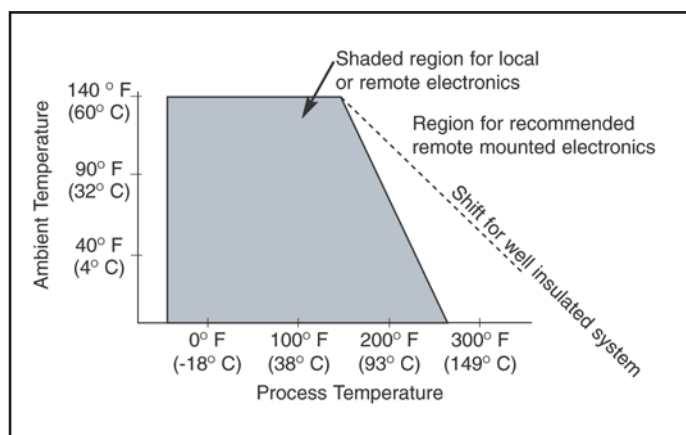 Shaded region for local
or remote electronics
140 ° F
(60° C)
Region for recommended
remote mounted electronics
90° F
(32° C)
Ambient Temperature
Shift for well insulated system
40° F
(4° C)
0° F
(-18° C)
100° F
(38° C)
200° F
(93° C)
300° F
(149° C)
Process Temperature